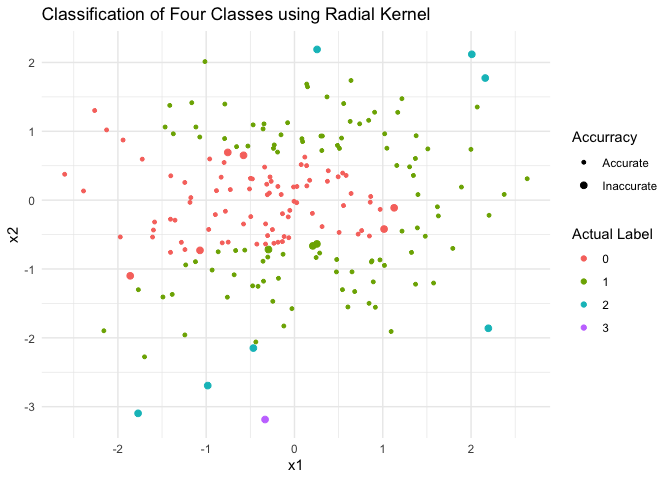 Classification of Four Classes using Radial Kernel
2
1
0
-1
-2
-3
x2
-2
-1
0
1
2
x1
Accurracy
Accurate
Inaccurate
Actual Label
0
1
2
3